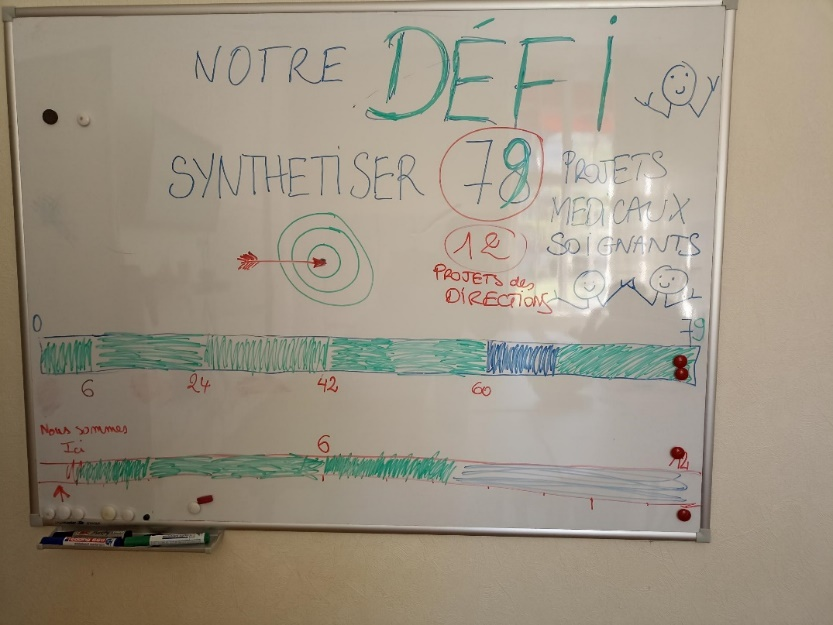 NOTRE DÉFI
SYNTHETISER 79 PROJETS
MEDICAUX
SOIGNANTS
12
PROJETS des
DIRECTIONS
0 79
6 24 42 60
Nous sommes
Ici
6 12